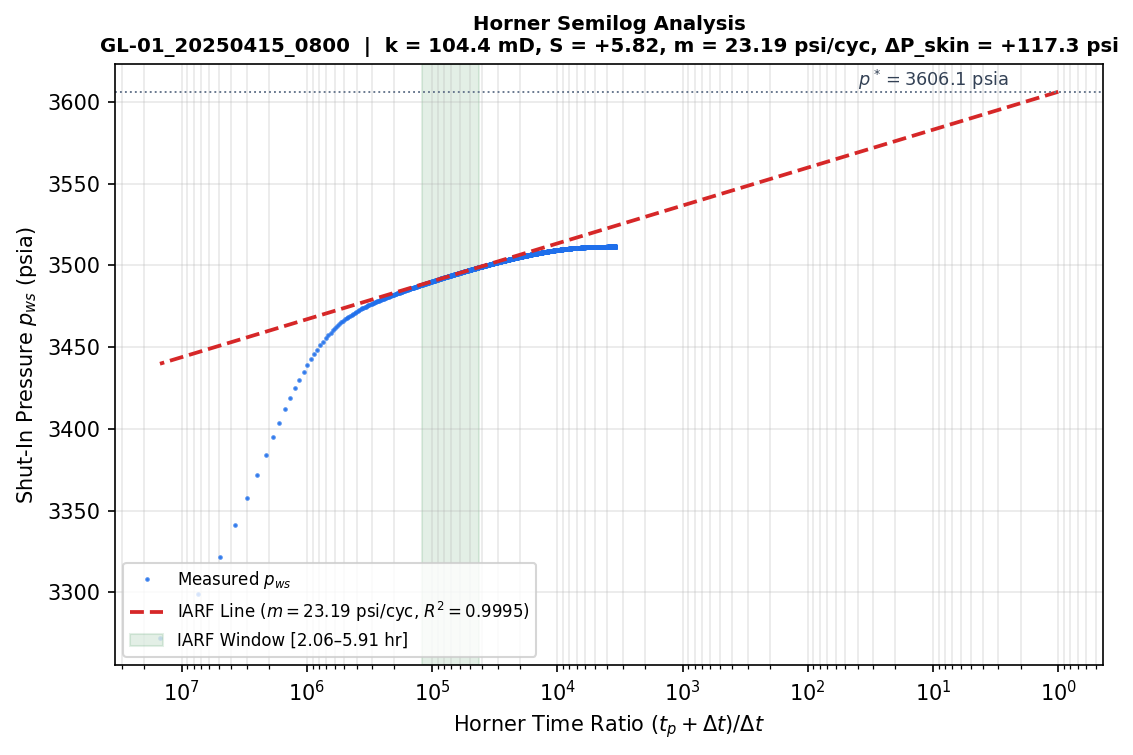 Horner Semilog Analysis
GL-01_20250415_0800 | k = 104.4 mD, S = +5.82, m = 23.19 psi/cyc, ΔP_skin = +117.3 psi
p* = 3606.1 psia
3600
3550
3500
3450
3400
3350
3300
Shut-In Pressure p_ws (psia)
Measured p_ws
IARF Line (m = 23.19 psi/cyc, R² = 0.9995)
IARF Window [2.06–5.91 hr]
10⁷ 10⁶ 10⁵ 10⁴ 10³ 10² 10¹ 10⁰
Horner Time Ratio (t_p + Δt)/Δt